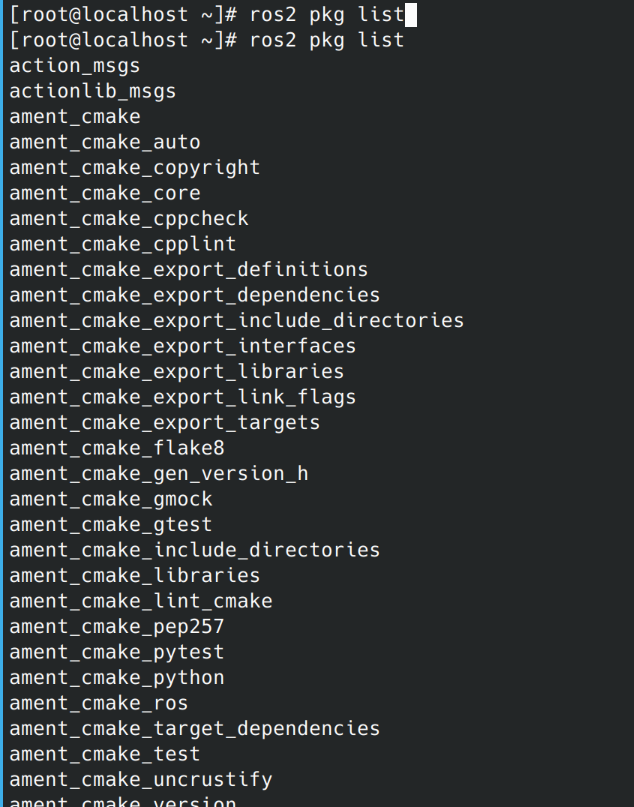 [root@localhost ~]# ros2 pkg list
[root@localhost ~]# ros2 pkg list
action_msgs
actionlib_msgs
ament_cmake
ament_cmake_auto
ament_cmake_copyright
ament_cmake_core
ament_cmake_cppcheck
ament_cmake_cpplint
ament_cmake_export_definitions
ament_cmake_export_dependencies
ament_cmake_export_include_directories
ament_cmake_export_interfaces
ament_cmake_export_libraries
ament_cmake_export_link_flags
ament_cmake_export_targets
ament_cmake_flake8
ament_cmake_gen_version_h
ament_cmake_gmock
ament_cmake_gtest
ament_cmake_include_directories
ament_cmake_libraries
ament_cmake_lint_cmake
ament_cmake_pep257
ament_cmake_pytest
ament_cmake_python
ament_cmake_ros
ament_cmake_target_dependencies
ament_cmake_test
ament_cmake_uncrustify
ament_cmake_version